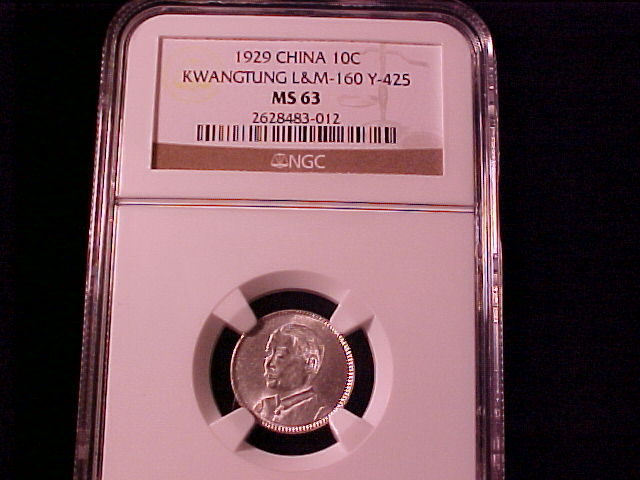 1929 CHINA 10C
KWANGTUNG L&M-160 Y-425
MS 63
2628483-012
NGC